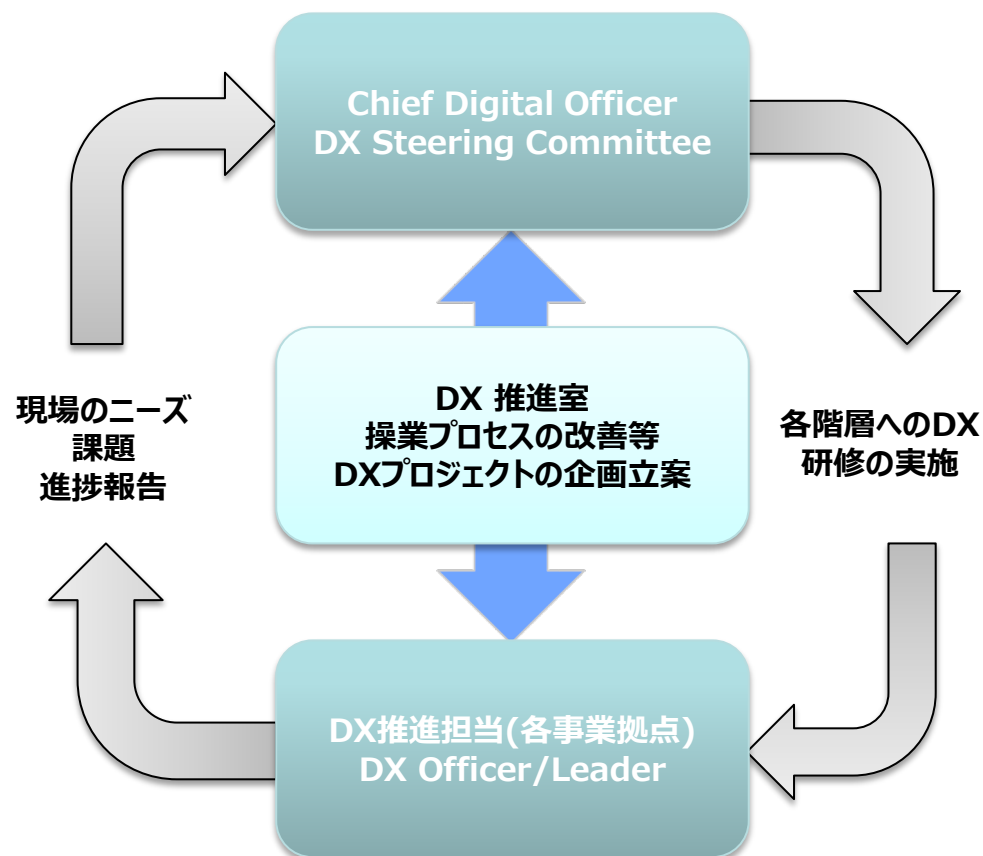 Chief Digital Officer
DX Steering Committee
現場のニーズ
課題
進捗報告
DX 推進室
操業プロセスの改善等
DXプロジェクトの企画立案
各階層へのDX
研修の実施
DX推進担当(各事業拠点)
DX Officer/Leader